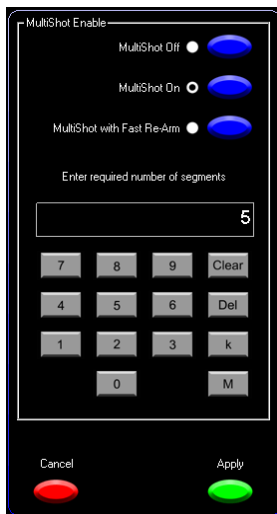 MultiShot Enable
MultiShot Off
MultiShot On
MultiShot with Fast Re-Arm
Enter required number of segments
5
7 8 9 Clear
4 5 6 Del
1 2 3 k
0 M
Cancel Apply